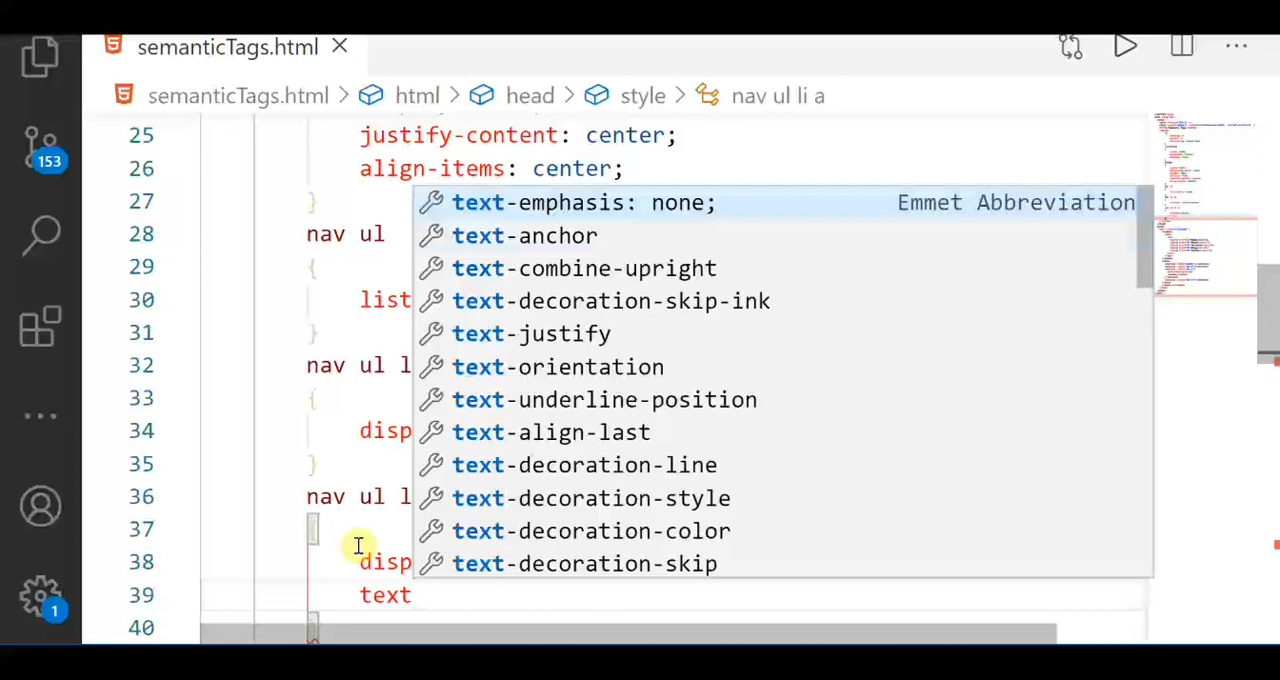 semanticTags.html
semanticTags.html > html > head > style > nav ul li a
153
25 justify-content: center;
26 align-items: center;
27 }
28 nav ul
29 {
30 list
31 }
32 nav ul l
33 {
34 disp
35 }
36 nav ul l
37 {
38 disp
39 text
40
text-emphasis: none; Emmet Abbreviation
text-anchor
text-combine-upright
text-decoration-skip-ink
text-justify
text-orientation
text-underline-position
text-align-last
text-decoration-line
text-decoration-style
text-decoration-color
text-decoration-skip
1